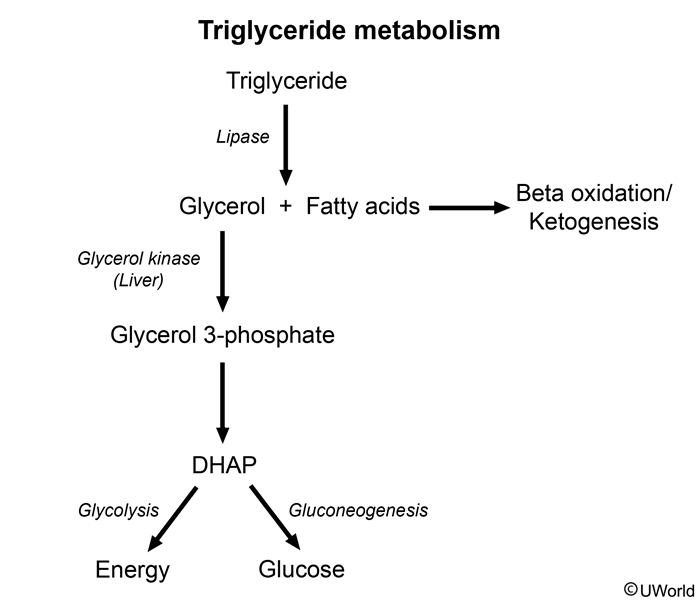 Triglyceride metabolism
Triglyceride
Lipase
Glycerol + Fatty acids
Beta oxidation/
Ketogenesis
Glycerol kinase
(Liver)
Glycerol 3-phosphate
DHAP
Glycolysis
Gluconeogenesis
Energy
Glucose
©UWorld